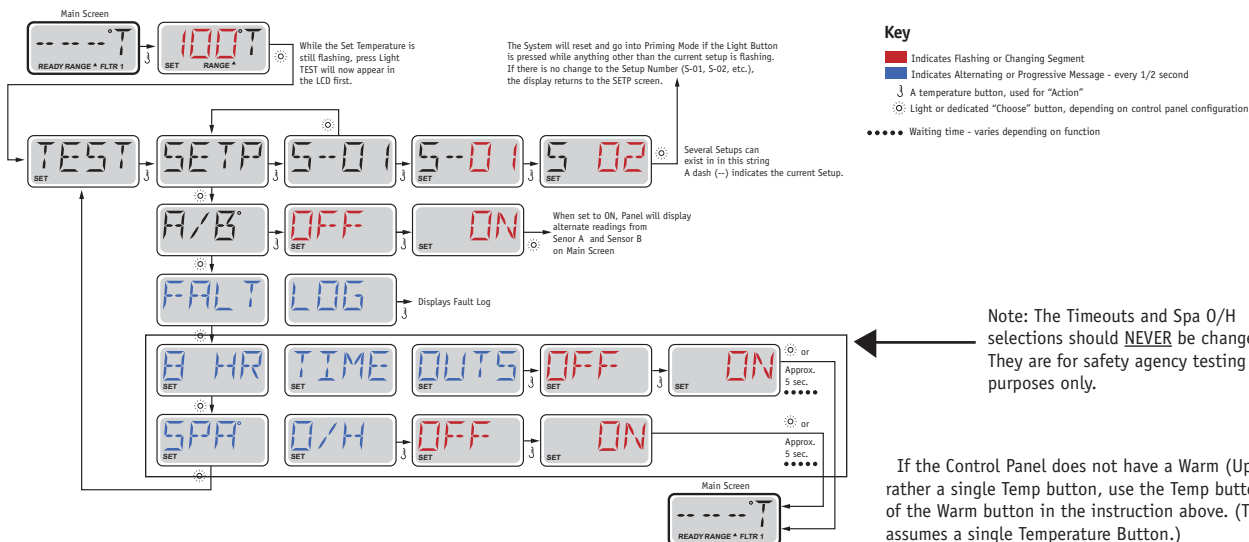 Main Screen
-- -- -- -- °T
READY RANGE ▲ FLTR 1
100°T
SET RANGE ▲
While the Set Temperature is
still flashing, press Light
TEST will now appear in
the LCD first.
The System will reset and go into Priming Mode if the Light Button
is pressed while anything other than the current setup is flashing.
If there is no change to the Setup Number (S-01, S-02, etc.),
the display returns to the SETP screen.
Key
Indicates Flashing or Changing Segment
Indicates Alternating or Progressive Message - every 1/2 second
A temperature button, used for “Action”
Light or dedicated “Choose” button, depending on control panel configuration
Waiting time - varies depending on function
TEST
SET
SETP
S-01
S-01
SET
S 02
SET
Several Setups can
exist in in this string
A dash (--) indicates the current Setup.
A/B°
OFF
SET
ON
SET
When set to ON, Panel will display
alternate readings from
Senor A and Sensor B
on Main Screen
FALT
LOG
Displays Fault Log
8 HR
SET
TIME
SET
OUTS
SET
OFF
SET
ON
SET
or
Approx.
5 sec.
SPA°
SET
O/H
SET
OFF
SET
ON
SET
or
Approx.
5 sec.
Note: The Timeouts and Spa O/H
selections should NEVER be change
They are for safety agency testing
purposes only.
Main Screen
-- -- -- -- °T
READY RANGE ▲ FLTR 1
If the Control Panel does not have a Warm (Up
rather a single Temp button, use the Temp butto
of the Warm button in the instruction above. (T
assumes a single Temperature Button.)